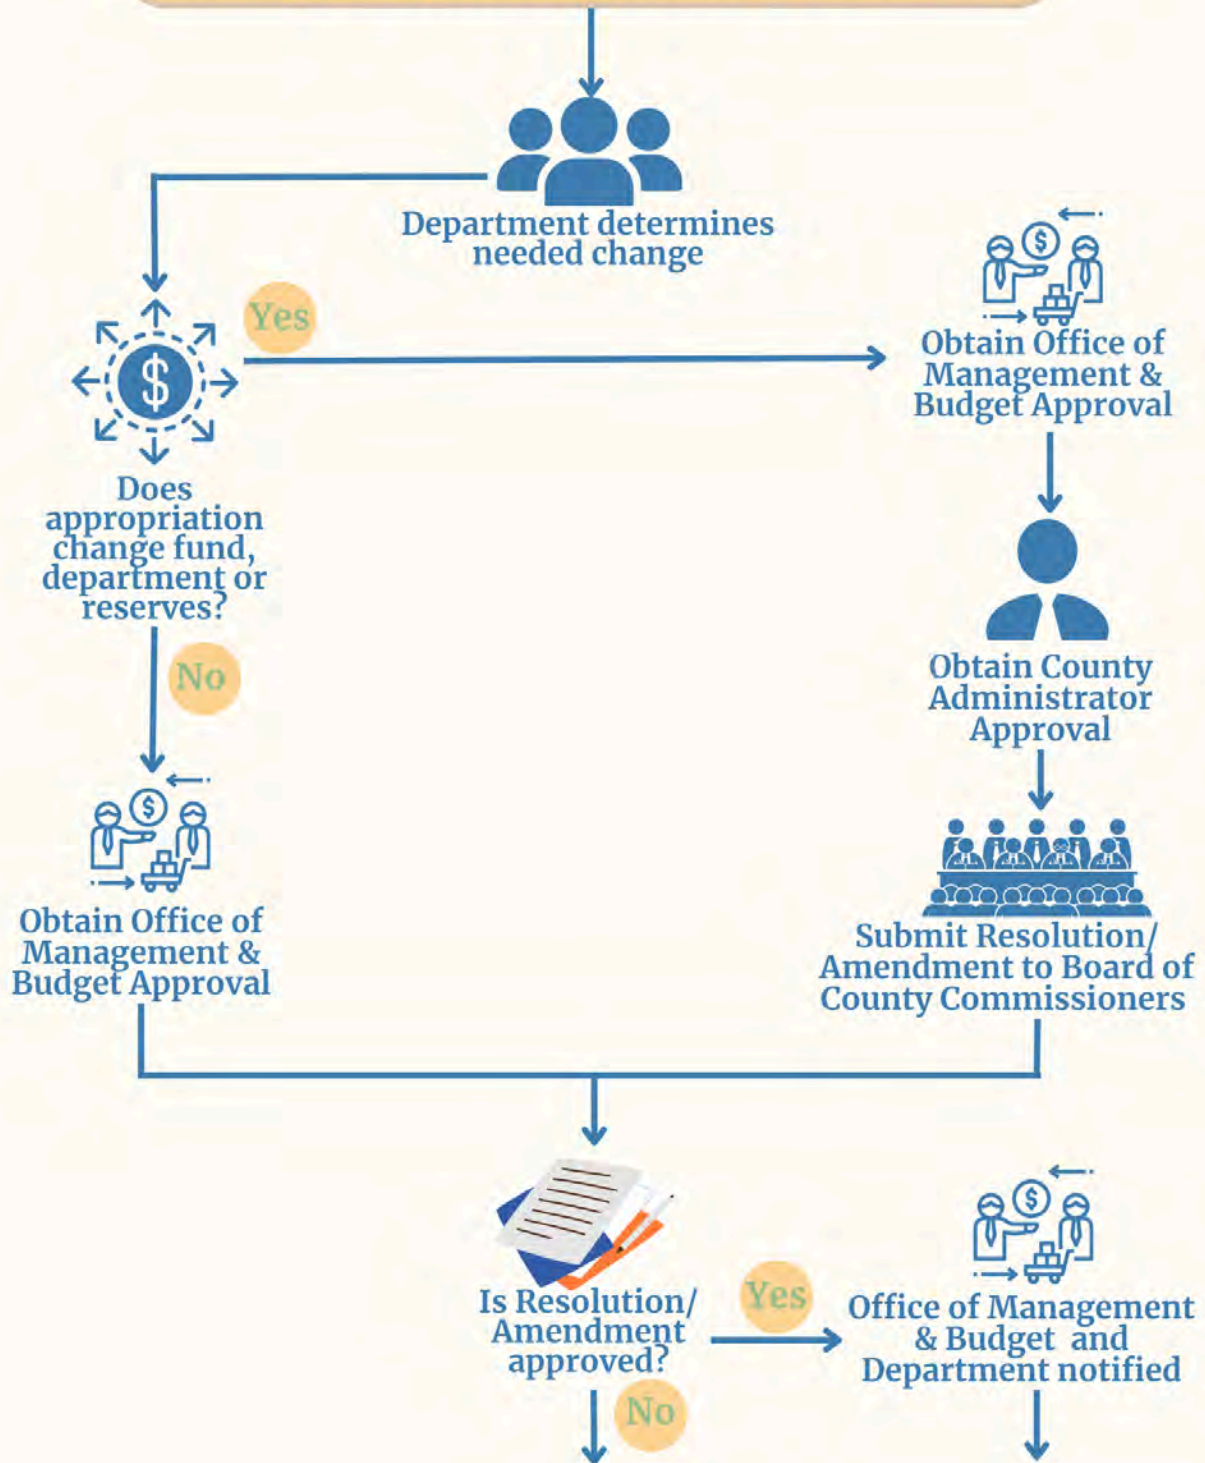 Department determines
needed change
Yes
Obtain Office of
Management &
Budget Approval
Does
appropriation
change fund,
department or
reserves?
Obtain County
Administrator
Approval
No
Obtain Office of
Management &
Budget Approval
Submit Resolution/
Amendment to Board of
County Commissioners
Is Resolution/
Amendment
approved?
Yes
Office of Management
& Budget and
Department notified
No